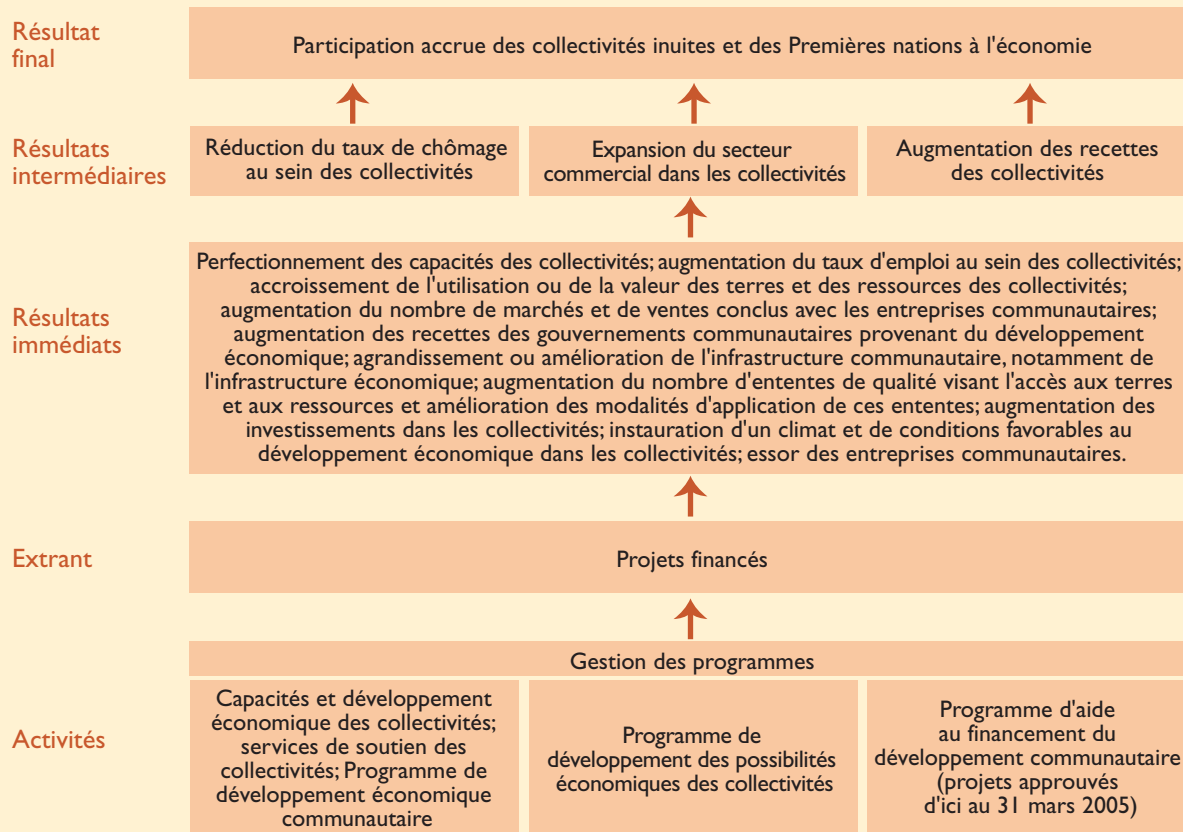 Résultat
final
Participation accrue des collectivités inuites et des Premières nations à l'économie
Résultats
intermédiaires
Réduction du taux de chômage
au sein des collectivités
Expansion du secteur
commercial dans les collectivités
Augmentation des recettes
des collectivités
Résultats
immédiats
Perfectionnement des capacités des collectivités; augmentation du taux d'emploi au sein des collectivités;
accroissement de l'utilisation ou de la valeur des terres et des ressources des collectivités;
augmentation du nombre de marchés et de ventes conclus avec les entreprises communautaires;
augmentation des recettes des gouvernements communautaires provenant du développement
économique; agrandissement ou amélioration de l'infrastructure communautaire, notamment de
l'infrastructure économique; augmentation du nombre d'ententes de qualité visant l'accès aux terres
et aux ressources et amélioration des modalités d'application de ces ententes; augmentation des
investissements dans les collectivités; instauration d'un climat et de conditions favorables au
développement économique dans les collectivités; essor des entreprises communautaires.
Extrant
Projets financés
Activités
Gestion des programmes
Capacités et développement
économique des collectivités;
services de soutien des
collectivités; Programme de
développement économique
communautaire
Programme de
développement des possibilités
économiques des collectivités
Programme d'aide
au financement du
développement communautaire
(projets approuvés
d'ici au 31 mars 2005)